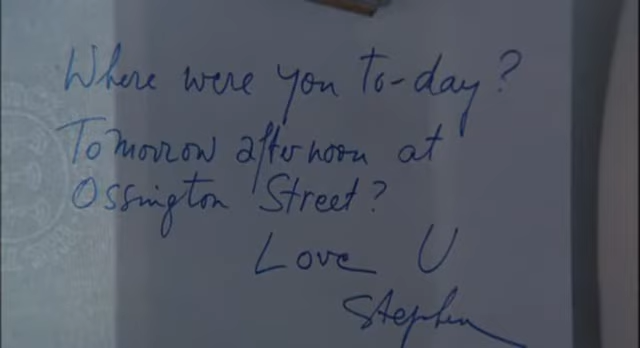 Where were you to-day?
Tomorrow afternoon at
Ossington Street?
Love U
Stephen